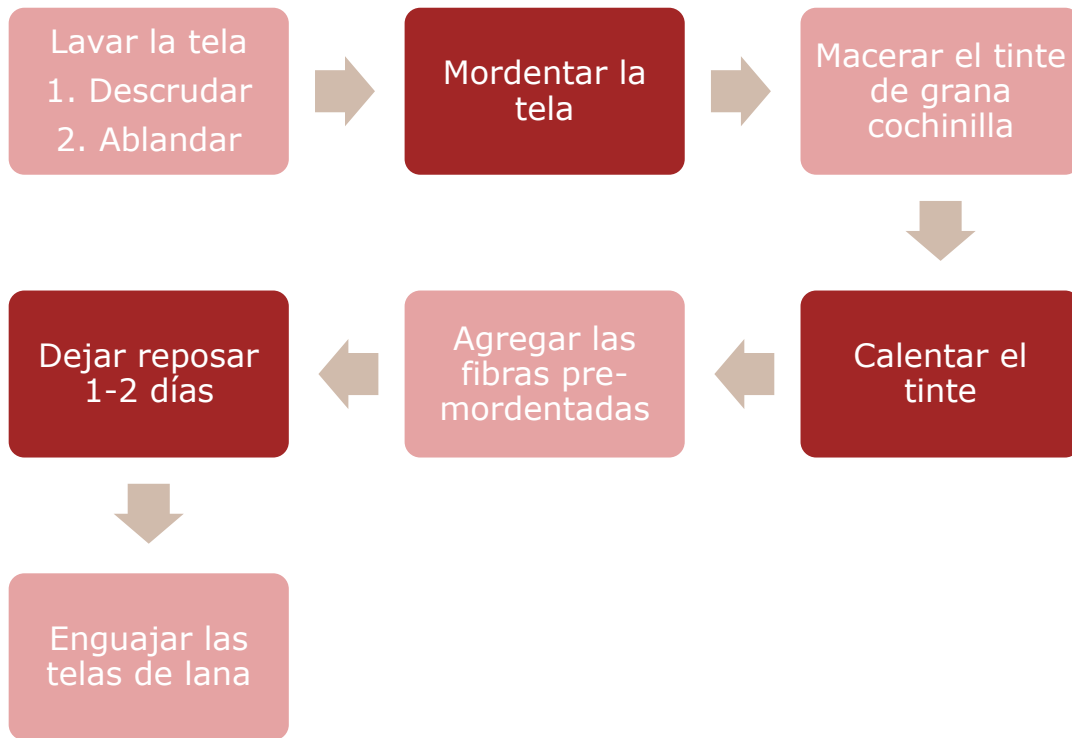 Lavar la tela
1. Descrudar
2. Ablandar
Mordentar la
tela
Macerar el tinte
de grana
cochinilla
Calentar el
tinte
Agregar las
fibras pre-
mordentadas
Dejar reposar
1-2 días
Enguajar las
telas de lana